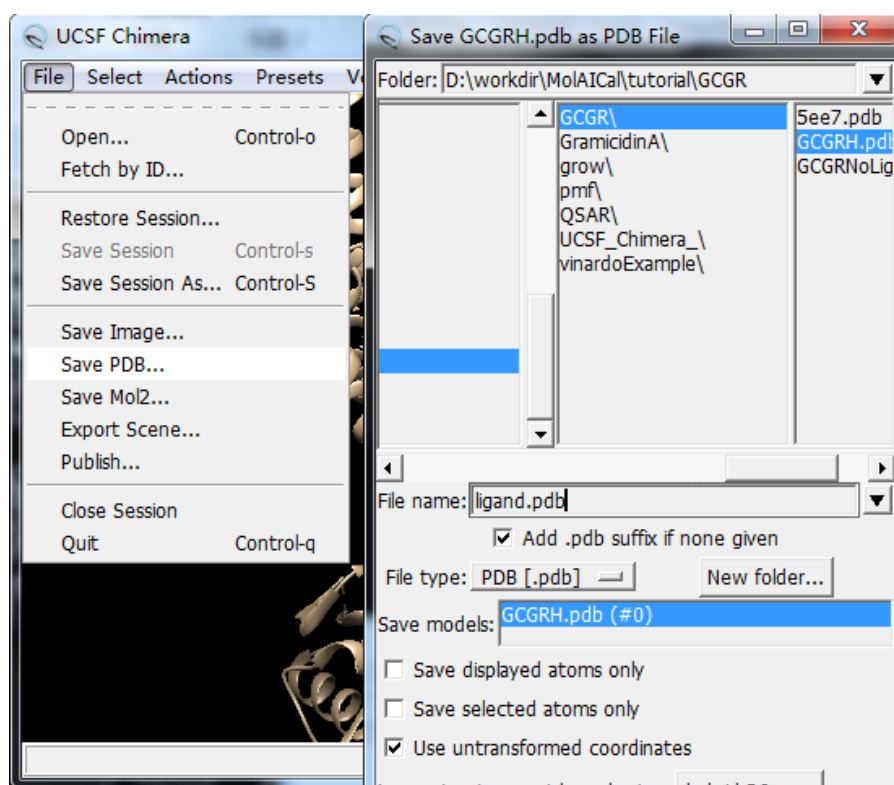 UCSF Chimera
File Select Actions Presets
Open... Control-o
Fetch by ID...
Restore Session...
Save Session Control-s
Save Session As... Control-S
Save Image...
Save PDB...
Save Mol2...
Export Scene...
Publish...
Close Session
Quit Control-q
Save GCGRH.pdb as PDB File
Folder: D:\workdir\MolAICal\tutorial\GCGR
GCGR\
GramicidinA\
grow\
pmf\
QSAR\
UCSF_Chimera_\
vinardoExample\
5ee7.pdb
GCGRH.pdb
GCGRNoLig
File name: ligand.pdb
Add .pdb suffix if none given
File type: PDB [.pdb] New folder...
Save models: GCGRH.pdb (#0)
Save displayed atoms only
Save selected atoms only
Use untransformed coordinates